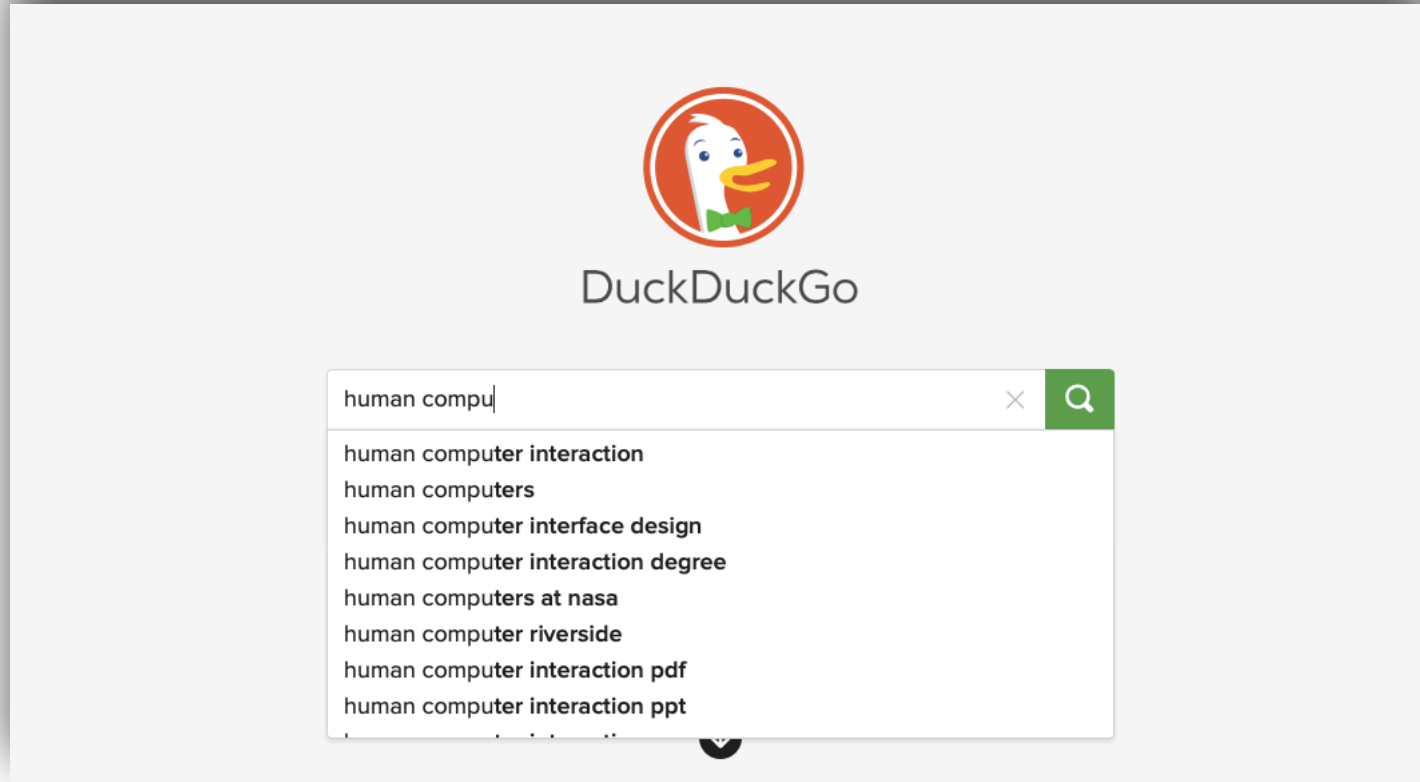 DuckDuckGo
human compu
human computer interaction
human computers
human computer interface design
human computer interaction degree
human computers at nasa
human computer riverside
human computer interaction pdf
human computer interaction ppt